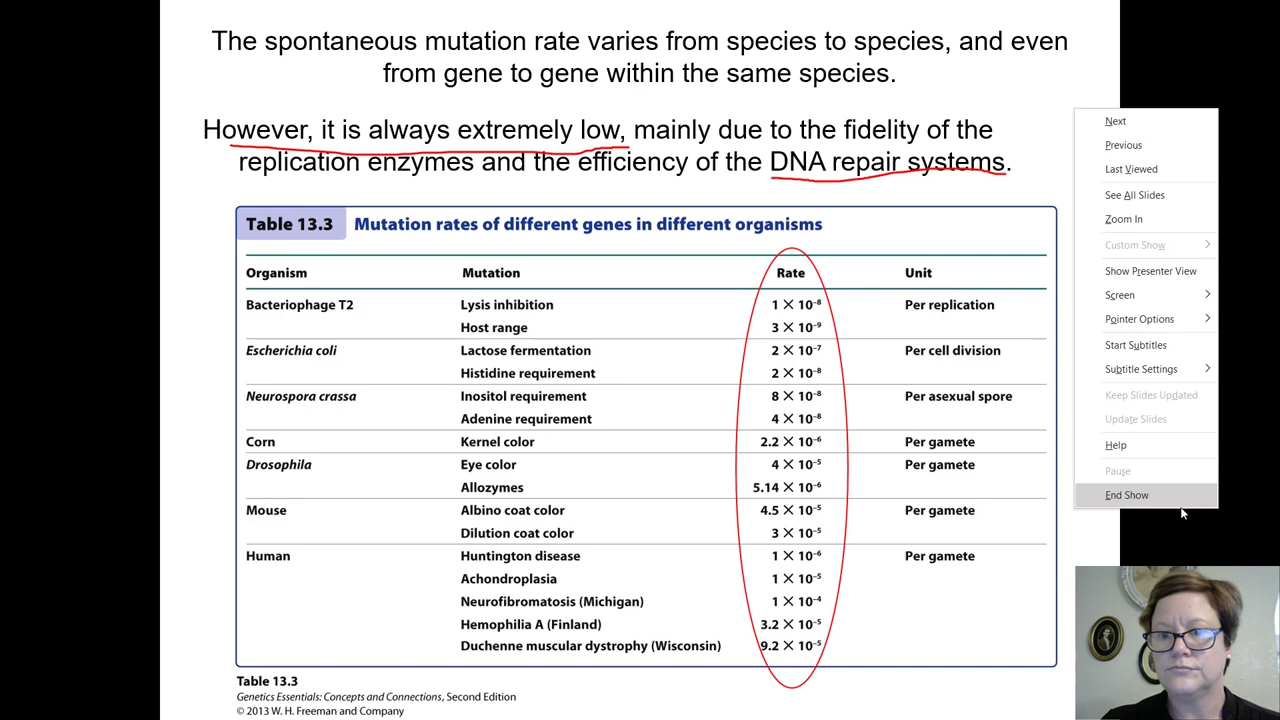 The spontaneous mutation rate varies from species to species, and even
from gene to gene within the same species.
However, it is always extremely low, mainly due to the fidelity of the
replication enzymes and the efficiency of the DNA repair systems.
Table 13.3 Mutation rates of different genes in different organisms
Organism Mutation Rate Unit
Bacteriophage T2 Lysis inhibition 1 × 10⁻⁸ Per replication
Host range 3 × 10⁻⁹
Escherichia coli Lactose fermentation 2 × 10⁻⁷ Per cell division
Histidine requirement 2 × 10⁻⁸
Neurospora crassa Inositol requirement 8 × 10⁻⁸ Per asexual spore
Adenine requirement 4 × 10⁻⁸
Corn Kernel color 2.2 × 10⁻⁶ Per gamete
Drosophila Eye color 4 × 10⁻⁵ Per gamete
Allozymes 5.14 × 10⁻⁶
Mouse Albino coat color 4.5 × 10⁻⁵ Per gamete
Dilution coat color 3 × 10⁻⁵
Human Huntington disease 1 × 10⁻⁶ Per gamete
Achondroplasia 1 × 10⁻⁵
Neurofibromatosis (Michigan) 1 × 10⁻⁴
Hemophilia A (Finland) 3.2 × 10⁻⁵
Duchenne muscular dystrophy (Wisconsin) 9.2 × 10⁻⁵
Table 13.3
Genetics Essentials: Concepts and Connections, Second Edition
© 2013 W. H. Freeman and Company
Next
Previous
Last Viewed
See All Slides
Zoom In
Custom Show
Show Presenter View
Screen
Pointer Options
Start Subtitles
Subtitle Settings
Keep Slides Updated
Update Slides
Help
Pause
End Show